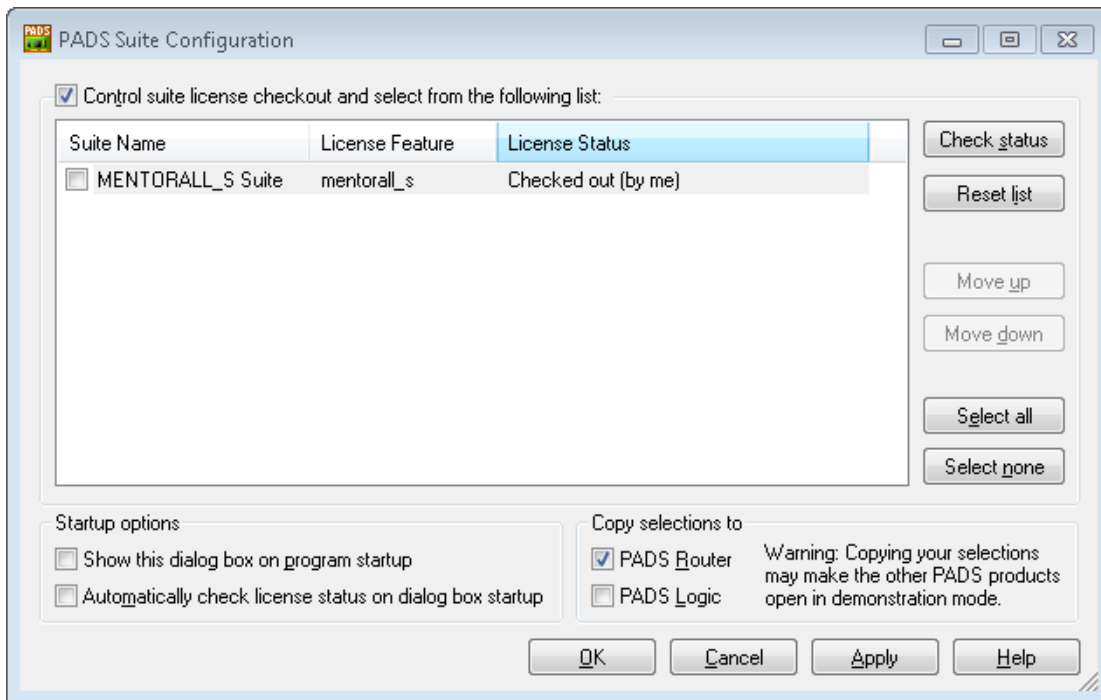 PADS
PADS Suite Configuration
Control suite license checkout and select from the following list:
Suite Name License Feature License Status
MENTORALL_S Suite mentorall_s Checked out (by me)
Check status
Reset list
Move up
Move down
Select all
Select none
Startup options
Show this dialog box on program startup
Automatically check license status on dialog box startup
Copy selections to
PADS Router
PADS Logic
Warning: Copying your selections
may make the other PADS products
open in demonstration mode.
OK Cancel Apply Help